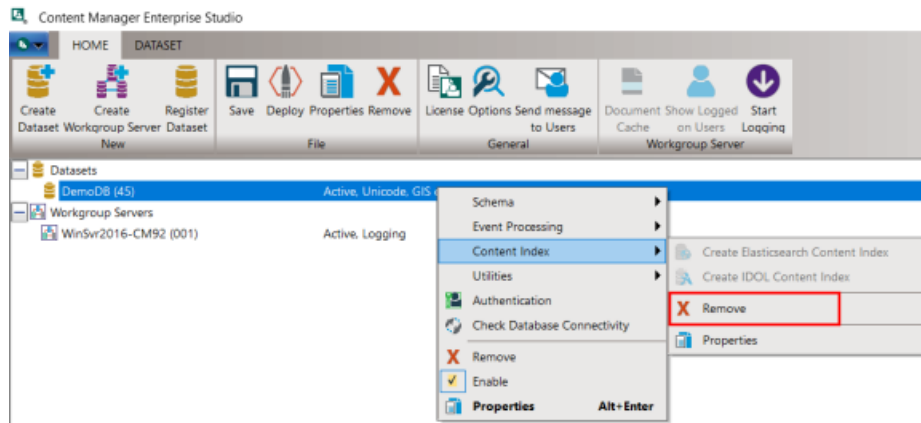 Content Manager Enterprise Studio
HOME DATASET
Create Dataset
Create Workgroup Server
Register Dataset
Save
Deploy
Properties
Remove
License
Options
Send message to Users
Document Cache
Show Logged on Users
Start Logging
New
File
General
Workgroup Server
Datasets
DemoDB (45) Active, Unicode, GIS
Workgroup Servers
WinSvr2016-CM92 (001) Active, Logging
Schema
Event Processing
Content Index
Utilities
Authentication
Check Database Connectivity
Remove
Enable
Properties Alt+Enter
Create Elasticsearch Content Index
Create IDOL Content Index
Remove
Properties